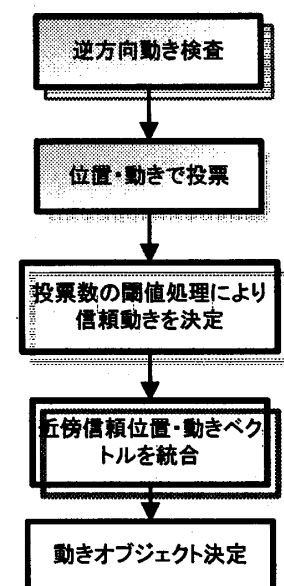 逆方向動き検査
位置・動きで投票
投票数の閾値処理により
信頼動きを決定
近傍信頼位置・動きベク
トルを統合
動きオブジェクト決定